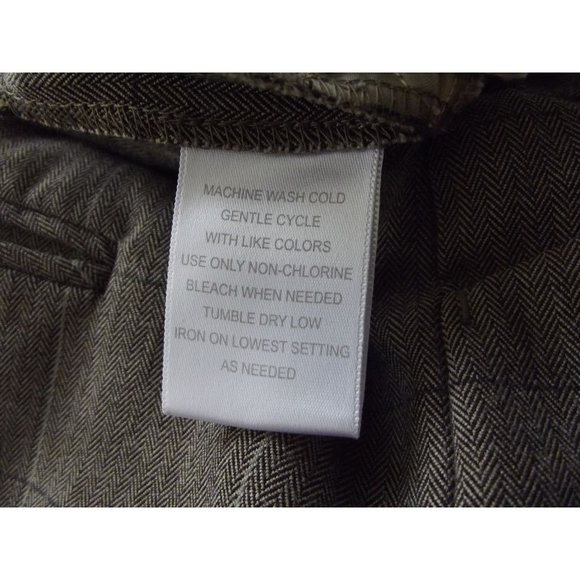 MACHINE WASH COLD
GENTLE CYCLE
WITH LIKE COLORS
USE ONLY NON-CHLORINE
BLEACH WHEN NEEDED
TUMBLE DRY LOW
IRON ON LOWEST SETTING
AS NEEDED